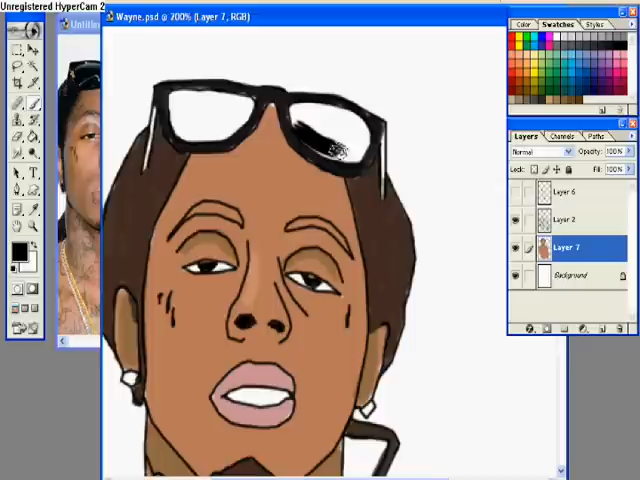 Unregistered HyperCam 2
Untitled
Wayne.psd @ 200% (Layer 7, RGB)
Color Swatches Styles
Layers Channels Paths
Normal Opacity: 100%
Lock: Fill: 100%
Layer 6
Layer 2
Layer 7
Background